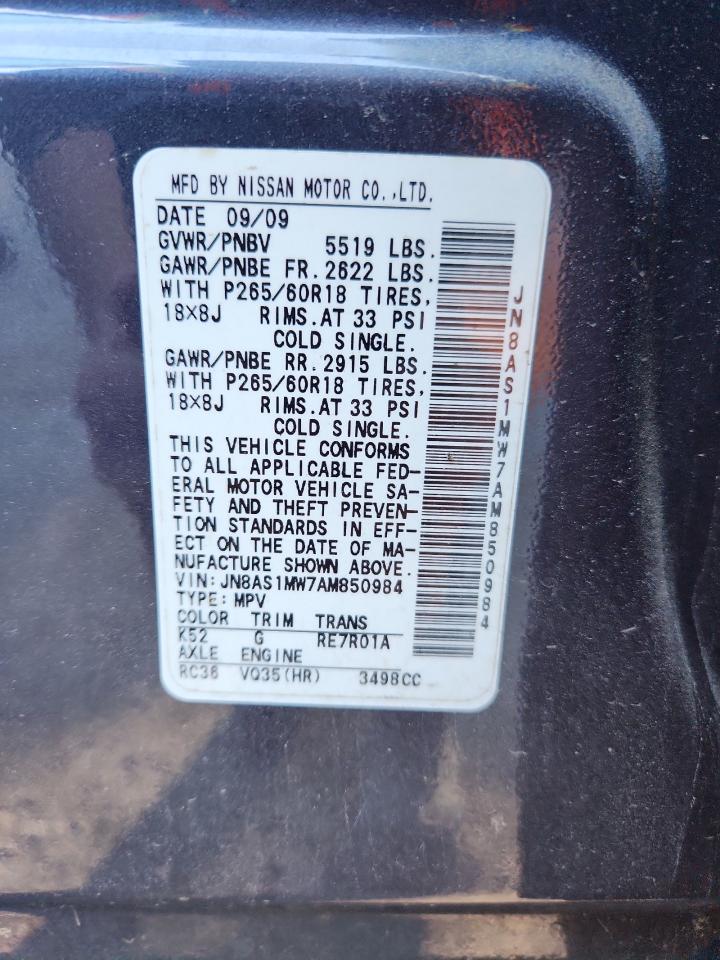 MFD BY NISSAN MOTOR CO.,LTD.
DATE 09/09
GVWR/PNBV 5519 LBS.
GAWR/PNBE FR. 2622 LBS.
WITH P265/60R18 TIRES,
18×8J RIMS. AT 33 PSI
COLD SINGLE.
GAWR/PNBE RR. 2915 LBS.
WITH P265/60R18 TIRES,
18×8J RIMS. AT 33 PSI
COLD SINGLE.
THIS VEHICLE CONFORMS
TO ALL APPLICABLE FED-
ERAL MOTOR VEHICLE SA-
FETY AND THEFT PREVEN-
TION STANDARDS IN EFF-
ECT ON THE DATE OF MA-
NUFACTURE SHOWN ABOVE.
VIN: JN8AS1MW7AM850984
TYPE: MPV
COLOR TRIM TRANS
K52 G RE7R01A
AXLE ENGINE
RC36 VQ35(HR) 3498CC
JN8AS1MW7AM850984